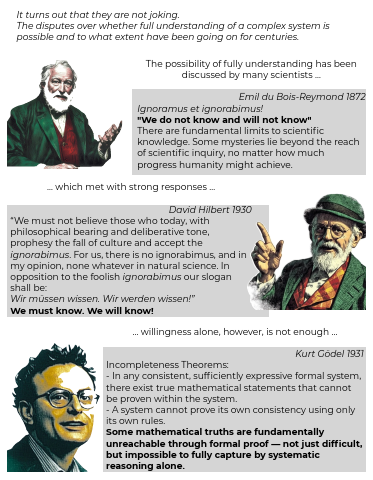 It turns out that they are not joking.
The disputes over whether full understanding of a complex system is
possible and to what extent have been going on for centuries.
The possibility of fully understanding has been
discussed by many scientists ...
Emil du Bois-Reymond 1872
Ignoramus et ignorabimus!
"We do not know and will not know"
There are fundamental limits to scientific
knowledge. Some mysteries lie beyond the reach
of scientific inquiry, no matter how much
progress humanity might achieve.
... which met with strong responses ...
David Hilbert 1930
"We must not believe those who today, with
philosophical bearing and deliberative tone,
prophesy the fall of culture and accept the
ignorabimus. For us, there is no ignorabimus, and in
my opinion, none whatever in natural science. In
opposition to the foolish ignorabimus our slogan
shall be:
Wir müssen wissen. Wir werden wissen!"
We must know. We will know!
... willingness alone, however, is not enough ...
Kurt Gödel 1931
Incompleteness Theorems:
- In any consistent, sufficiently expressive formal system,
there exist true mathematical statements that cannot
be proven within the system.
- A system cannot prove its own consistency using only
its own rules.
Some mathematical truths are fundamentally
unreachable through formal proof — not just difficult,
but impossible to fully capture by systematic
reasoning alone.